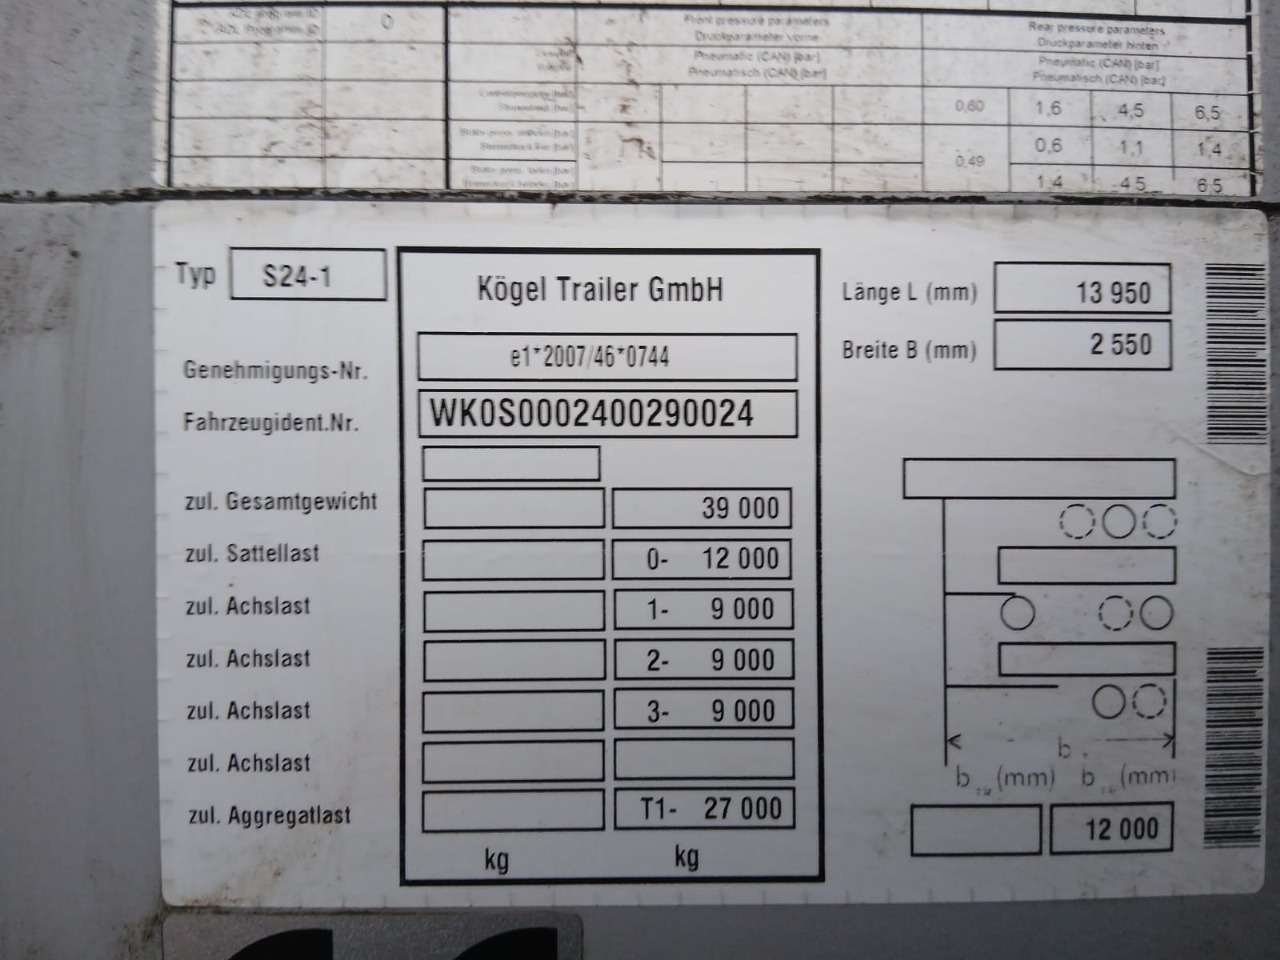 0
Front pressure parameters
Druckparameter vorne
Rear pressure parameters
Druckparameter hinten
Pneumatic (CAN) [bar]
Pneumatisch (CAN) [bar]
Pneumatic (CAN) [bar]
Pneumatisch (CAN) [bar]
0,60 1,6 4,5 6,5
0,49 0,6 1,1 1,4
1,4 4,5 6,5
Typ S24-1
Kögel Trailer GmbH
Länge L (mm) 13 950
Breite B (mm) 2 550
Genehmigungs-Nr. e1*2007/46*0744
Fahrzeugident.Nr. WK0S0002400290024
zul. Gesamtgewicht 39 000
zul. Sattellast 0- 12 000
zul. Achslast 1- 9 000
zul. Achslast 2- 9 000
zul. Achslast 3- 9 000
zul. Achslast
zul. Aggregatlast T1- 27 000
kg kg
b
b (mm) b (mm)
12 000